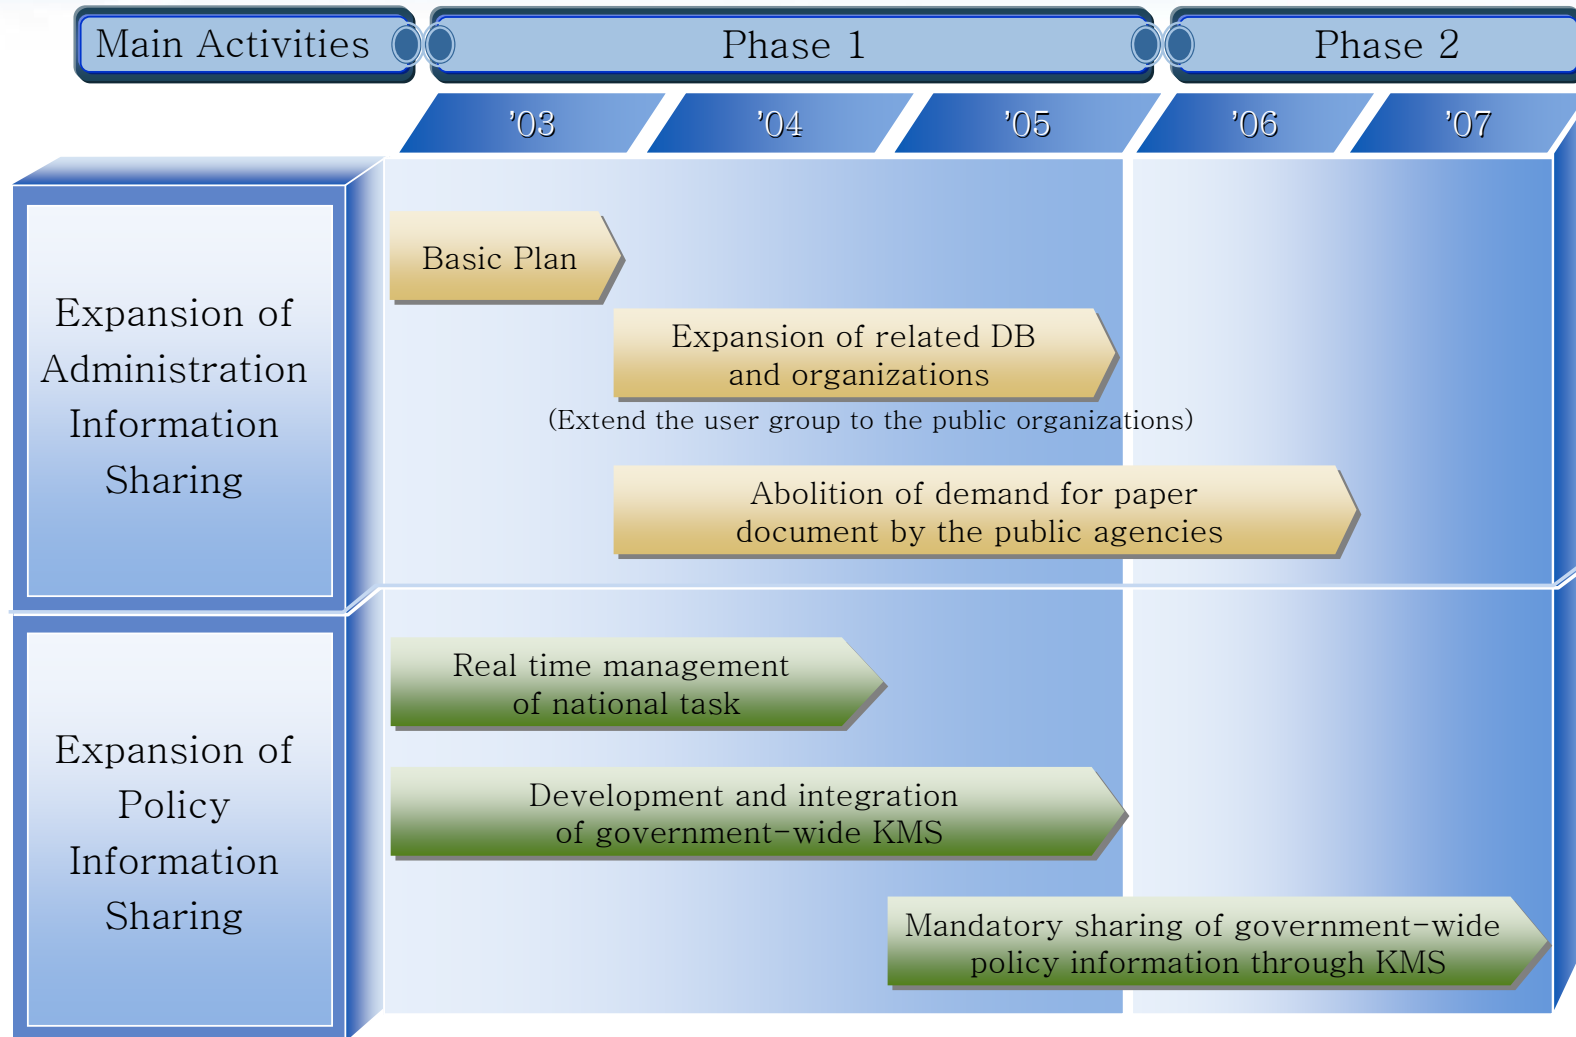 Main Activities
Phase 1
Phase 2
'03
'04
'05
'06
'07
Expansion of
Administration
Information
Sharing
Basic Plan
Expansion of related DB
and organizations
(Extend the user group to the public organizations)
Abolition of demand for paper
document by the public agencies
Expansion of
Policy
Information
Sharing
Real time management
of national task
Development and integration
of government-wide KMS
Mandatory sharing of government-wide
policy information through KMS